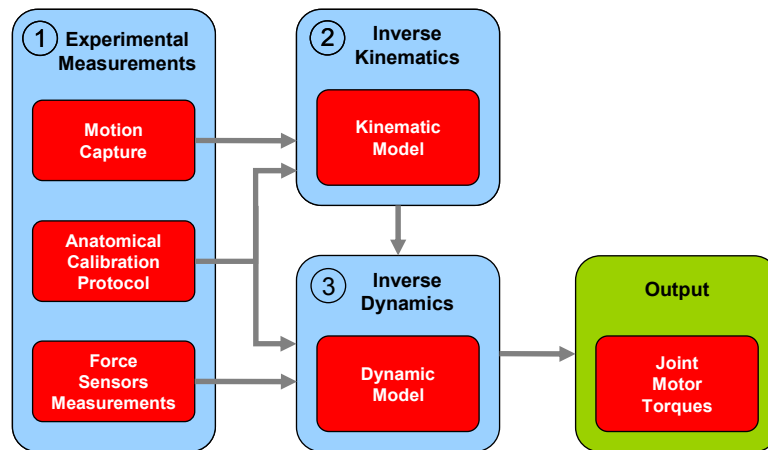 1
Experimental
Measurements
Motion
Capture
Anatomical
Calibration
Protocol
Force
Sensors
Measurements
2
Inverse
Kinematics
Kinematic
Model
3
Inverse
Dynamics
Dynamic
Model
Output
Joint
Motor
Torques